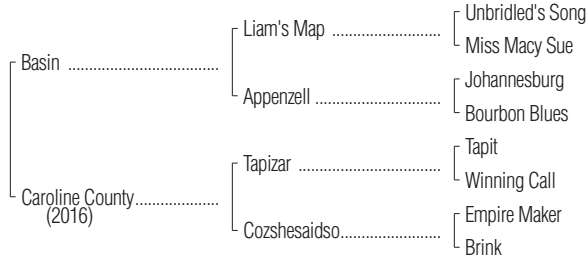 Unbridled's Song
Liam's Map ........................
Miss Macy Sue
Basin ..................................
Johannesburg
Appenzell ............................
Bourbon Blues
Tapit
Tapizar ................................
Winning Call
Caroline County...................
(2016)
Empire Maker
Cozshesaidso......................
Brink